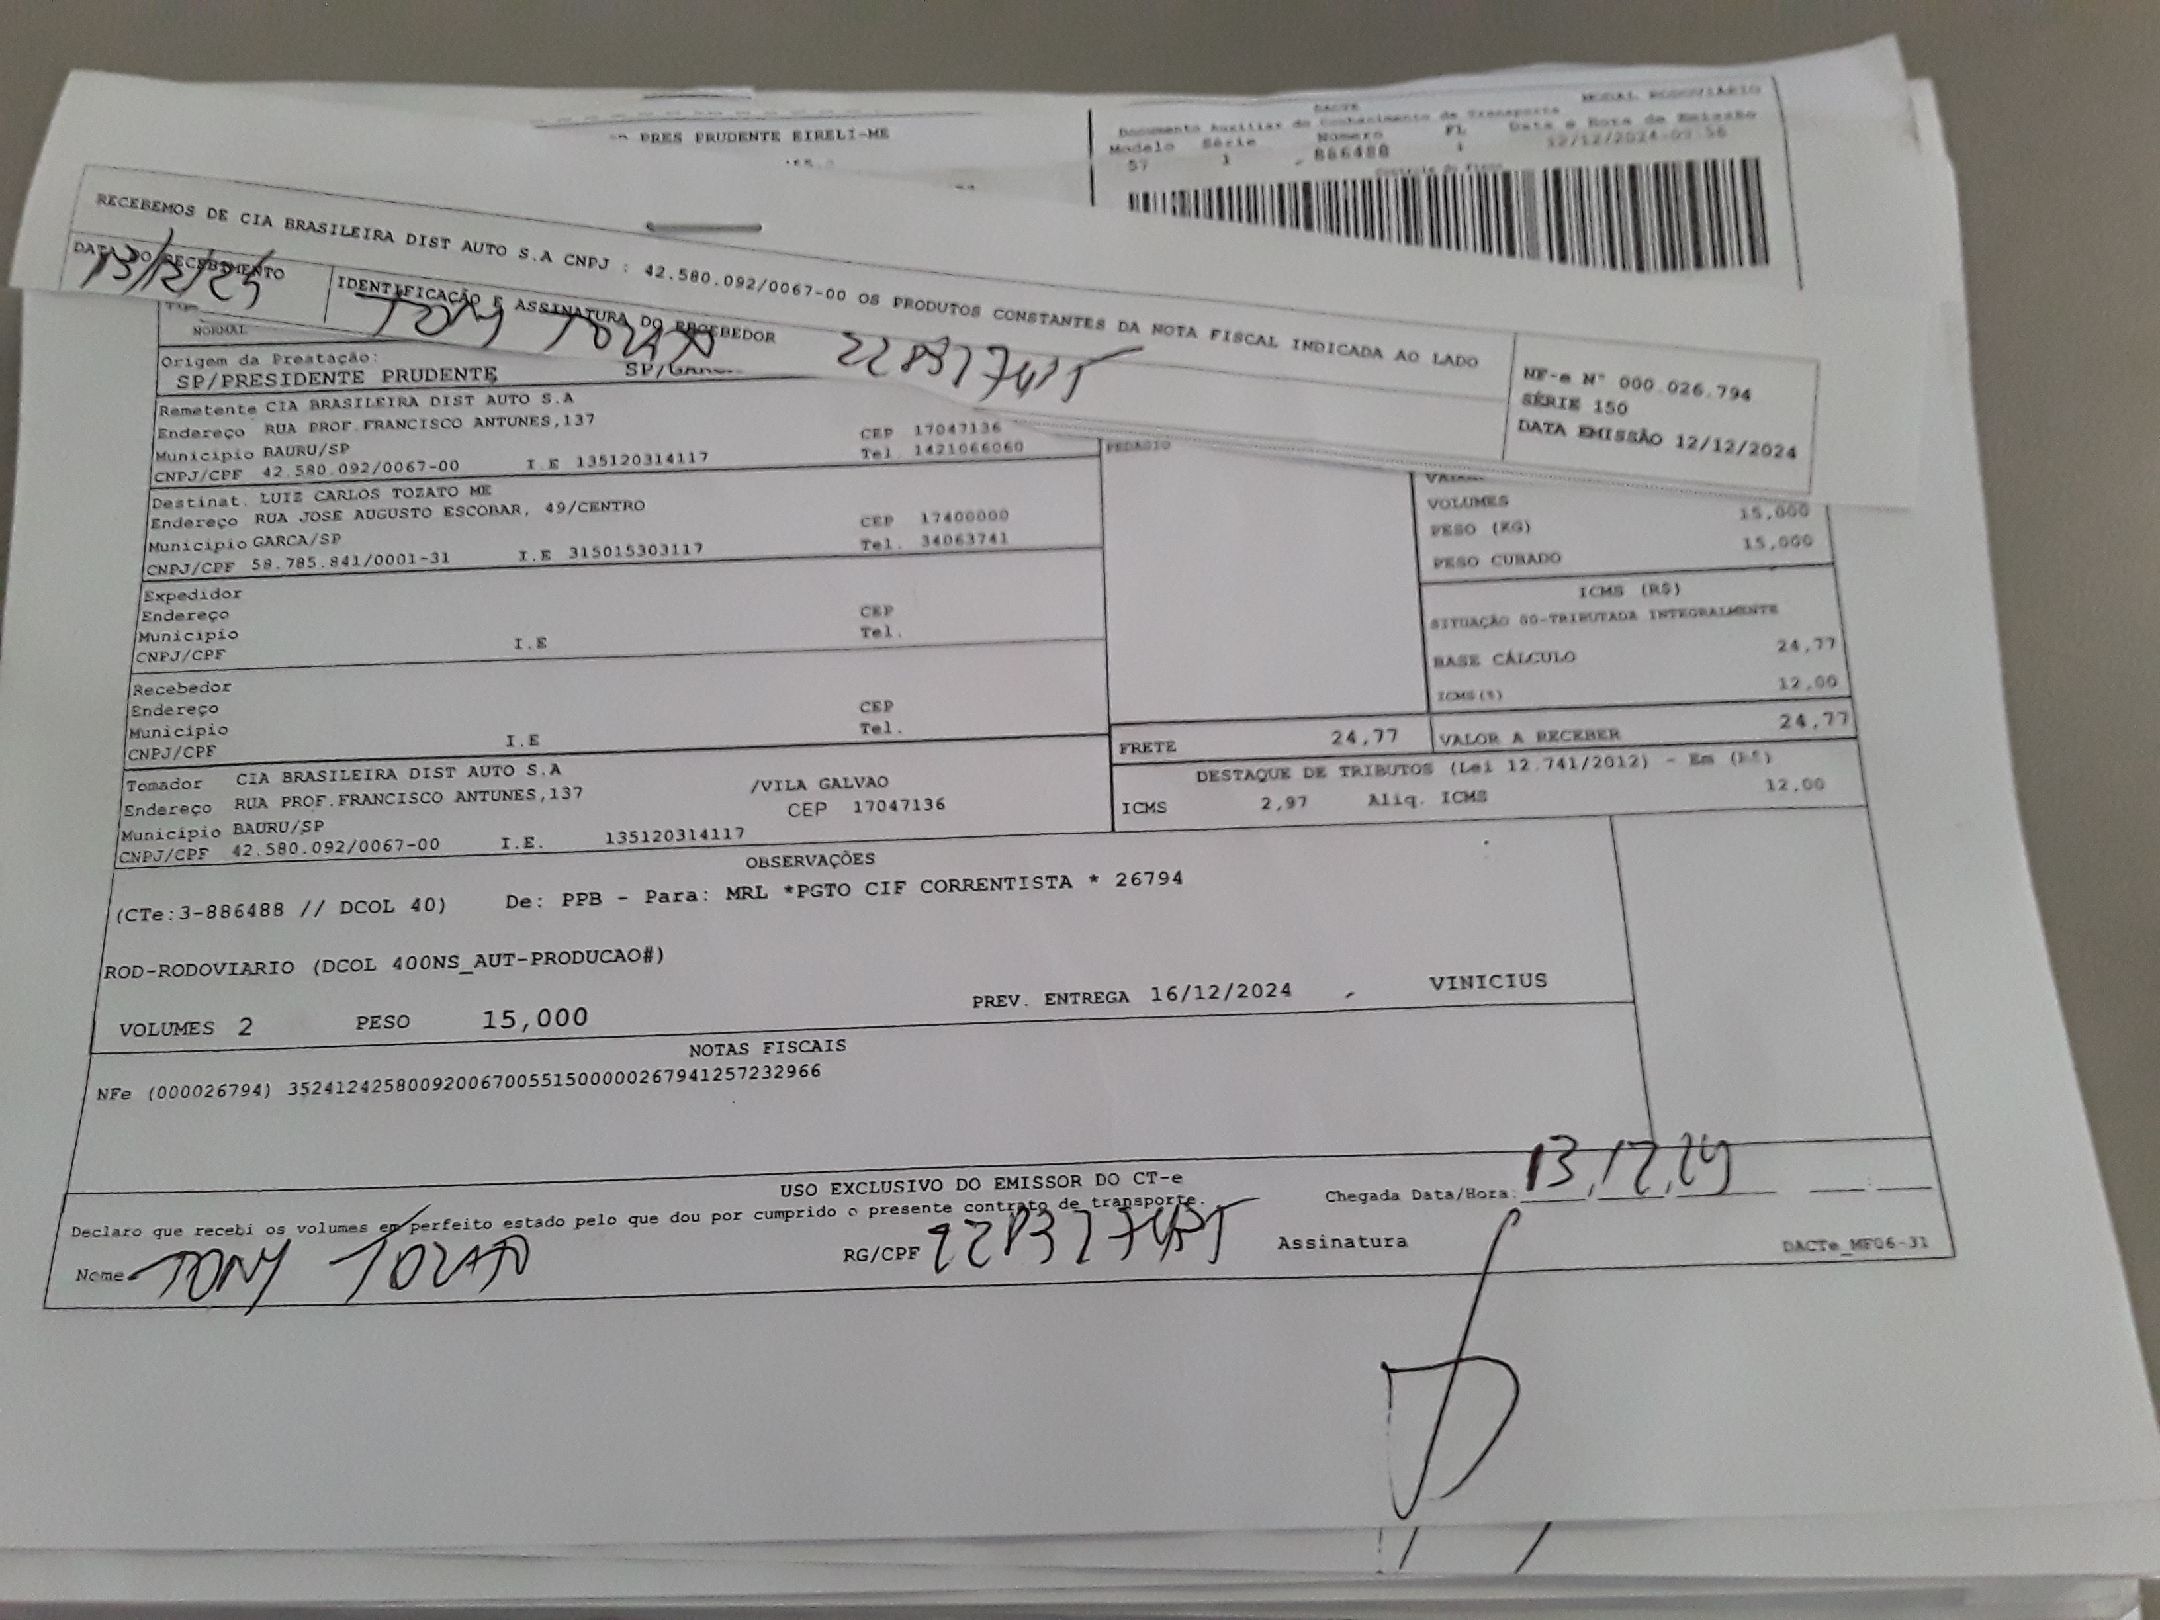 PRES PRUDENTE EIRELI-ME
DACTE
MODAL RODOVIARIO
Documento Auxiliar do Conhecimento de Transporte
Modelo Série Número FL Data e Hora de Emissão
57 1 886488 1 12/12/2024
RECEBEMOS DE CIA BRASILEIRA DIST AUTO S.A CNPJ : 42.580.092/0067-00 OS PRODUTOS CONSTANTES DA NOTA FISCAL INDICADA AO LADO
DATA DO RECEBIMENTO
13/12/24
IDENTIFICAÇÃO E ASSINATURA DO RECEBEDOR
TONY TOZATO
NF-e N° 000.026.794
SÉRIE 150
DATA EMISSÃO 12/12/2024
NORMAL
Origem da Prestação:
SP/PRESIDENTE PRUDENTE
Remetente CIA BRASILEIRA DIST AUTO S.A
Endereço RUA PROF.FRANCISCO ANTUNES,137 CEP 17047136
Município BAURU/SP Tel. 1421066060
CNPJ/CPF 42.580.092/0067-00 I.E 135120314117
PEDAGIO
Destinat. LUIZ CARLOS TOZATO ME
Endereço RUA JOSE AUGUSTO ESCOBAR, 49/CENTRO CEP 17400000
Município GARCA/SP Tel. 34063741
CNPJ/CPF 58.785.841/0001-31 I.E 315015303117
VOLUMES
PESO (KG) 15,000
PESO CUBADO 15,000
Expedidor
Endereço CEP
Município Tel.
CNPJ/CPF I.E
ICMS (R$)
SITUAÇÃO 00-TRIBUTADA INTEGRALMENTE
BASE CÁLCULO 24,77
ICMS(%) 12,00
Recebedor
Endereço CEP
Município Tel.
CNPJ/CPF I.E
FRETE 24,77 VALOR A RECEBER 24,77
DESTAQUE DE TRIBUTOS (Lei 12.741/2012) - Em (R$)
ICMS 2,97 Aliq. ICMS 12,00
Tomador CIA BRASILEIRA DIST AUTO S.A
Endereço RUA PROF.FRANCISCO ANTUNES,137 /VILA GALVAO
Município BAURU/SP CEP 17047136
CNPJ/CPF 42.580.092/0067-00 I.E. 135120314117
OBSERVAÇÕES
(CTe:3-886488 // DCOL 40) De: PPB - Para: MRL *PGTO CIF CORRENTISTA * 26794
ROD-RODOVIARIO (DCOL 400NS_AUT-PRODUCAO#)
VOLUMES 2 PESO 15,000 PREV. ENTREGA 16/12/2024 VINICIUS
NOTAS FISCAIS
NFe (000026794) 35241242580092006700551500000267941257232966
USO EXCLUSIVO DO EMISSOR DO CT-e
Declaro que recebi os volumes em perfeito estado pelo que dou por cumprido o presente contrato de transporte.
Chegada Data/Hora: 13/12/24
Nome TONY TOZATO RG/CPF Assinatura
DACTe_MF06-31